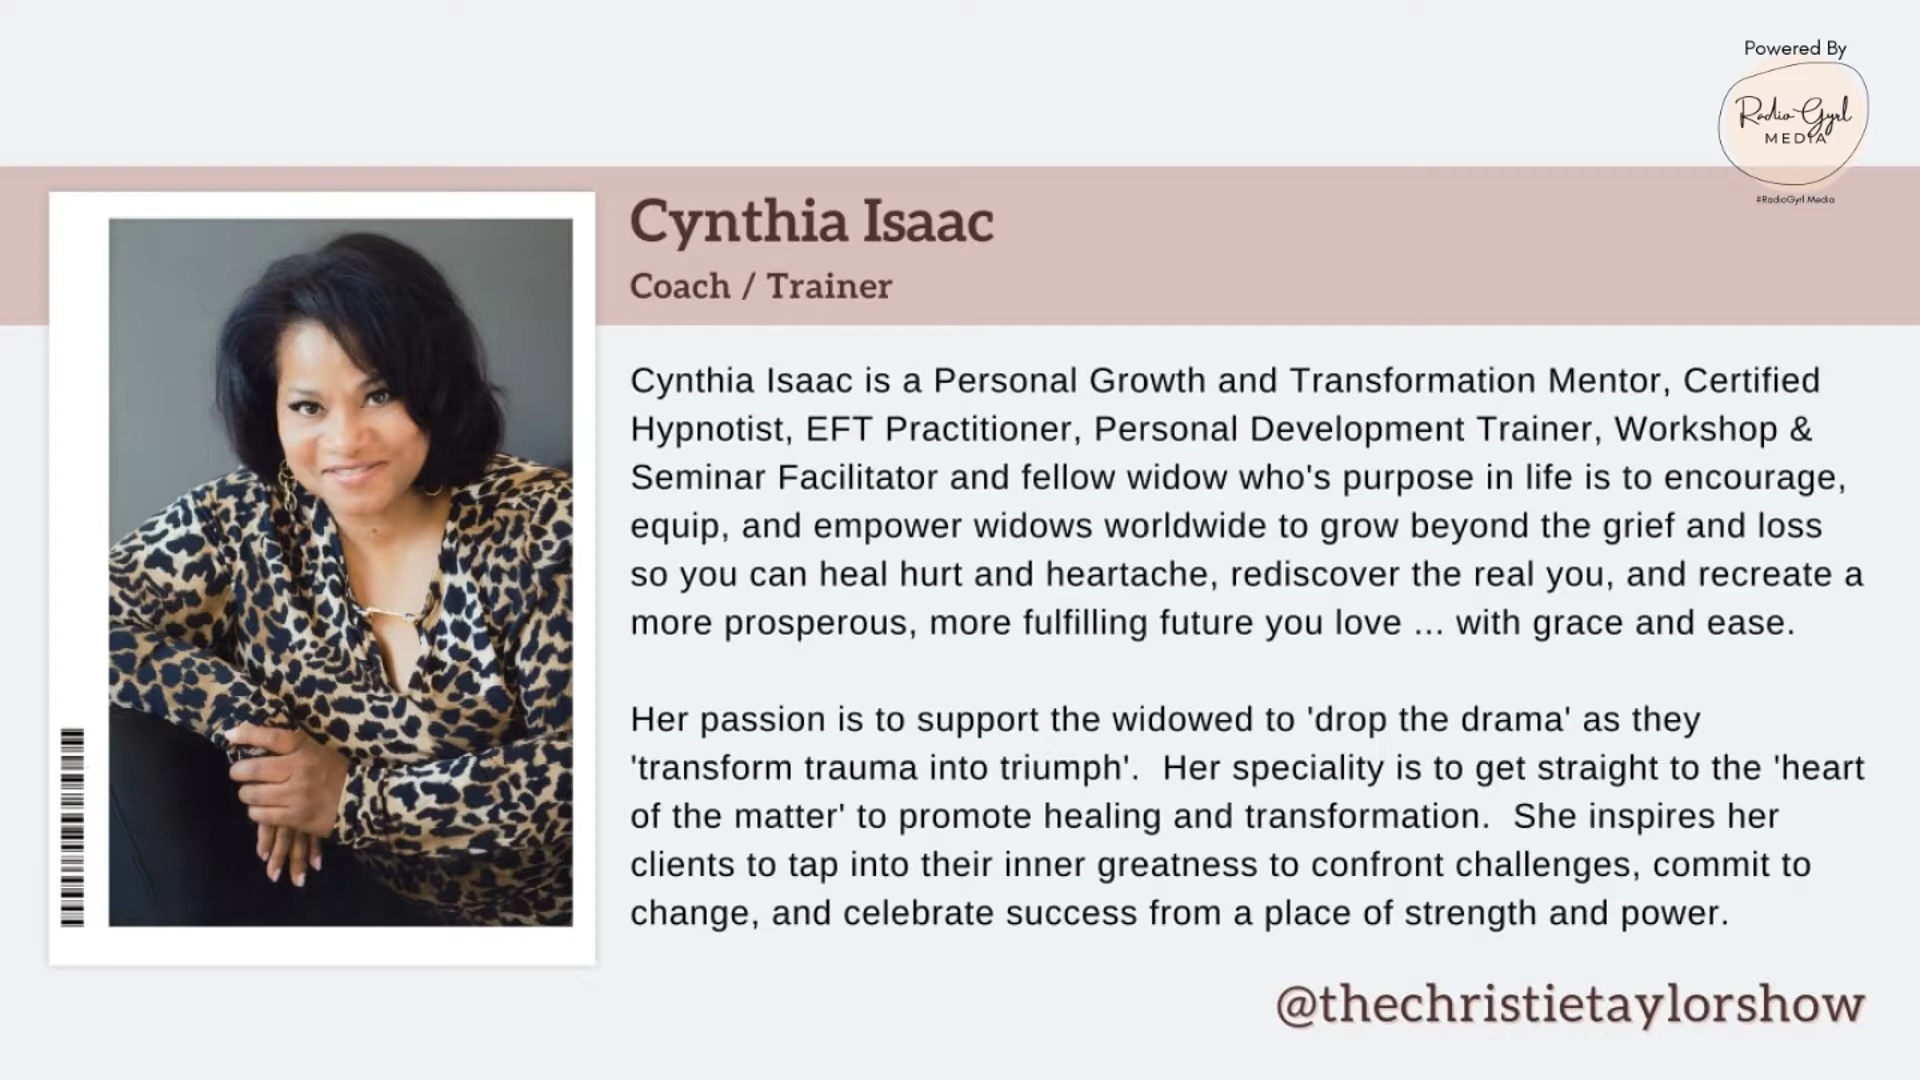 Powered By
Radio Gyrl
MEDIA
#RadioGyrl Media
Cynthia Isaac
Coach / Trainer
Cynthia Isaac is a Personal Growth and Transformation Mentor, Certified
Hypnotist, EFT Practitioner, Personal Development Trainer, Workshop &
Seminar Facilitator and fellow widow who's purpose in life is to encourage,
equip, and empower widows worldwide to grow beyond the grief and loss
so you can heal hurt and heartache, rediscover the real you, and recreate a
more prosperous, more fulfilling future you love ... with grace and ease.
Her passion is to support the widowed to 'drop the drama' as they
'transform trauma into triumph'.  Her speciality is to get straight to the 'heart
of the matter' to promote healing and transformation.  She inspires her
clients to tap into their inner greatness to confront challenges, commit to
change, and celebrate success from a place of strength and power.
@thechristietaylorshow